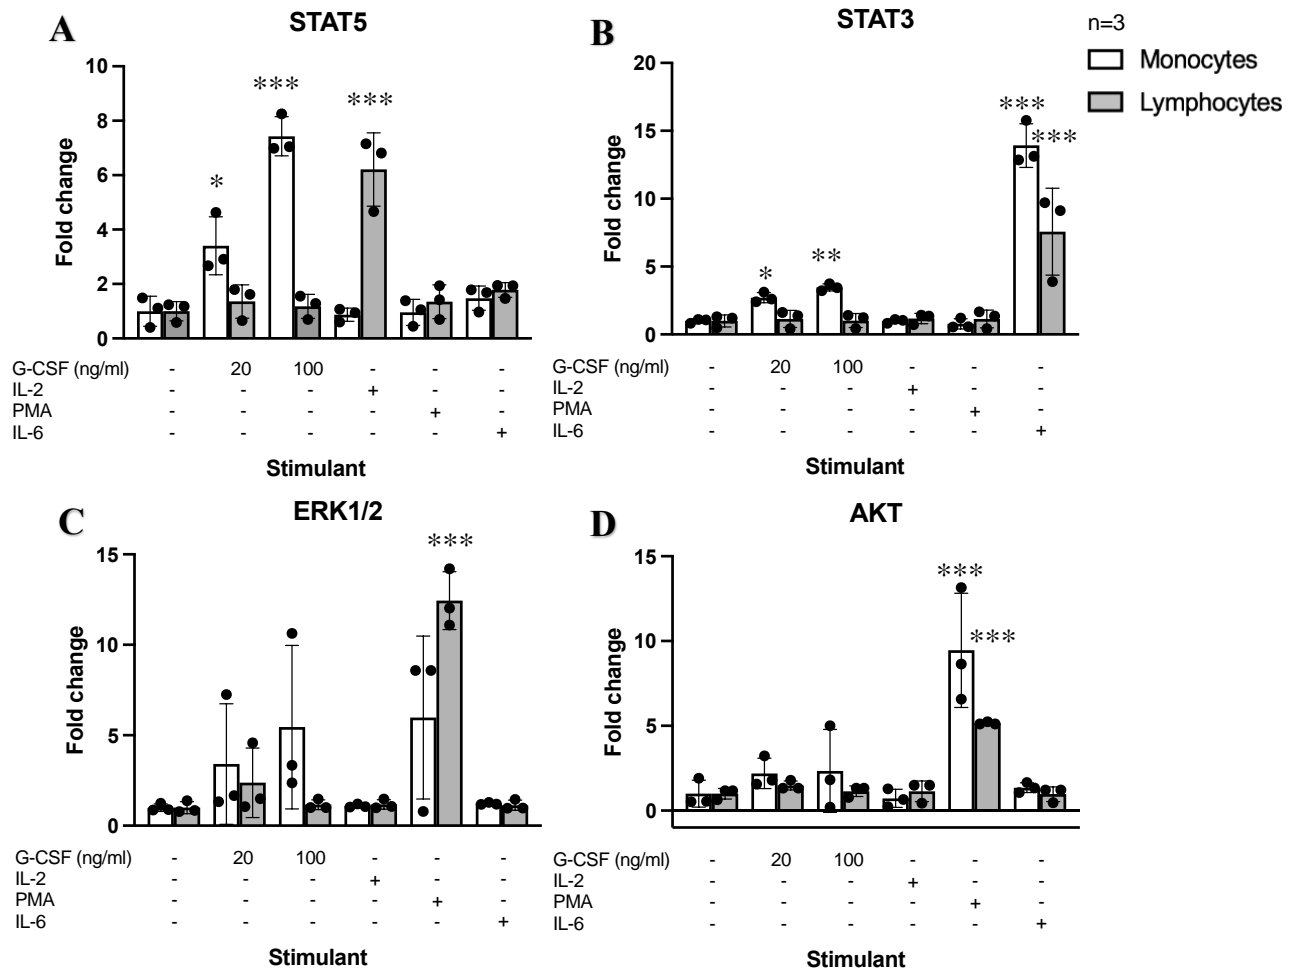 A
STAT5
***
***
*
10
8
6
4
2
0
Fold change
G-CSF (ng/ml) - 20 100 - - -
IL-2 - - - + - -
PMA - - - - + -
IL-6 - - - - - +
Stimulant
B
STAT3
n=3
Monocytes
Lymphocytes
***
***
**
*
20
15
10
5
0
Fold change
G-CSF (ng/ml) - 20 100 - - -
IL-2 - - - + - -
PMA - - - - + -
IL-6 - - - - - +
Stimulant
C
ERK1/2
***
15
10
5
0
Fold change
G-CSF (ng/ml) - 20 100 - - -
IL-2 - - - + - -
PMA - - - - + -
IL-6 - - - - - +
Stimulant
D
AKT
***
***
15
10
5
0
Fold change
G-CSF (ng/ml) - 20 100 - - -
IL-2 - - - + - -
PMA - - - - + -
IL-6 - - - - - +
Stimulant